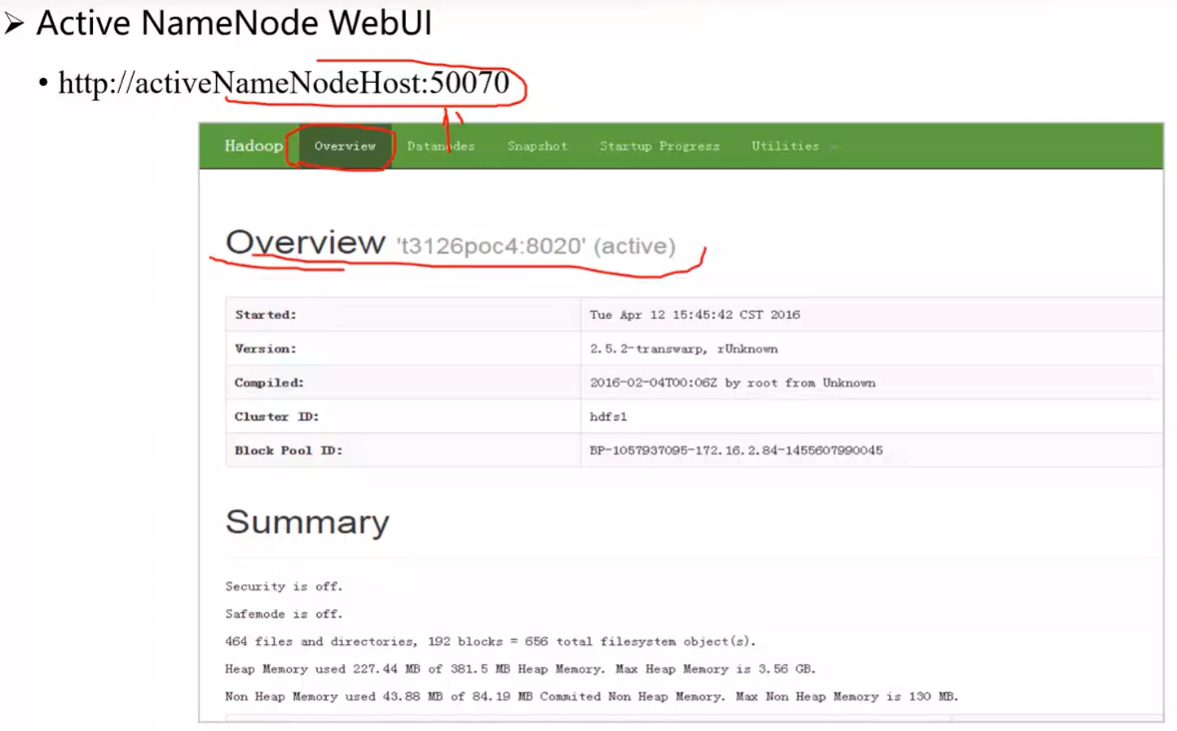 ➢ Active NameNode WebUI
• http://activeNameNodeHost:50070
Hadoop Overview Datanodes Snapshot Startup Progress Utilities
Overview 't3126poc4:8020' (active)
Started: Tue Apr 12 15:45:42 CST 2016
Version: 2.5.2-transwarp, rUnknown
Compiled: 2016-02-04T00:06Z by root from Unknown
Cluster ID: hdfs1
Block Pool ID: BP-1057937095-172.16.2.84-1455607990045
Summary
Security is off.
Safemode is off.
464 files and directories, 192 blocks = 656 total filesystem object(s).
Heap Memory used 227.44 MB of 381.5 MB Heap Memory. Max Heap Memory is 3.56 GB.
Non Heap Memory used 43.88 MB of 84.19 MB Commited Non Heap Memory. Max Non Heap Memory is 130 MB.